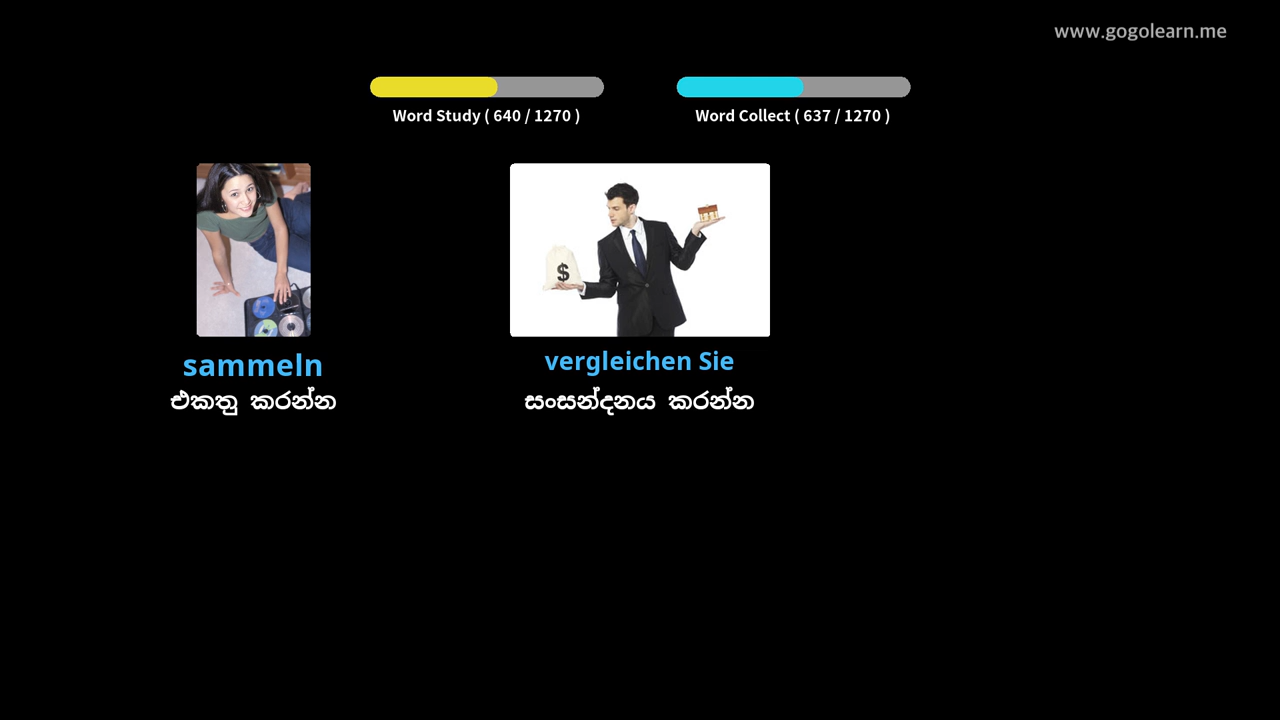 www.gogolearn.me
Word Study ( 640 / 1270 )
Word Collect ( 637 / 1270 )
$
sammeln
vergleichen Sie
එකතු කරන්න
සංසන්දනය කරන්න